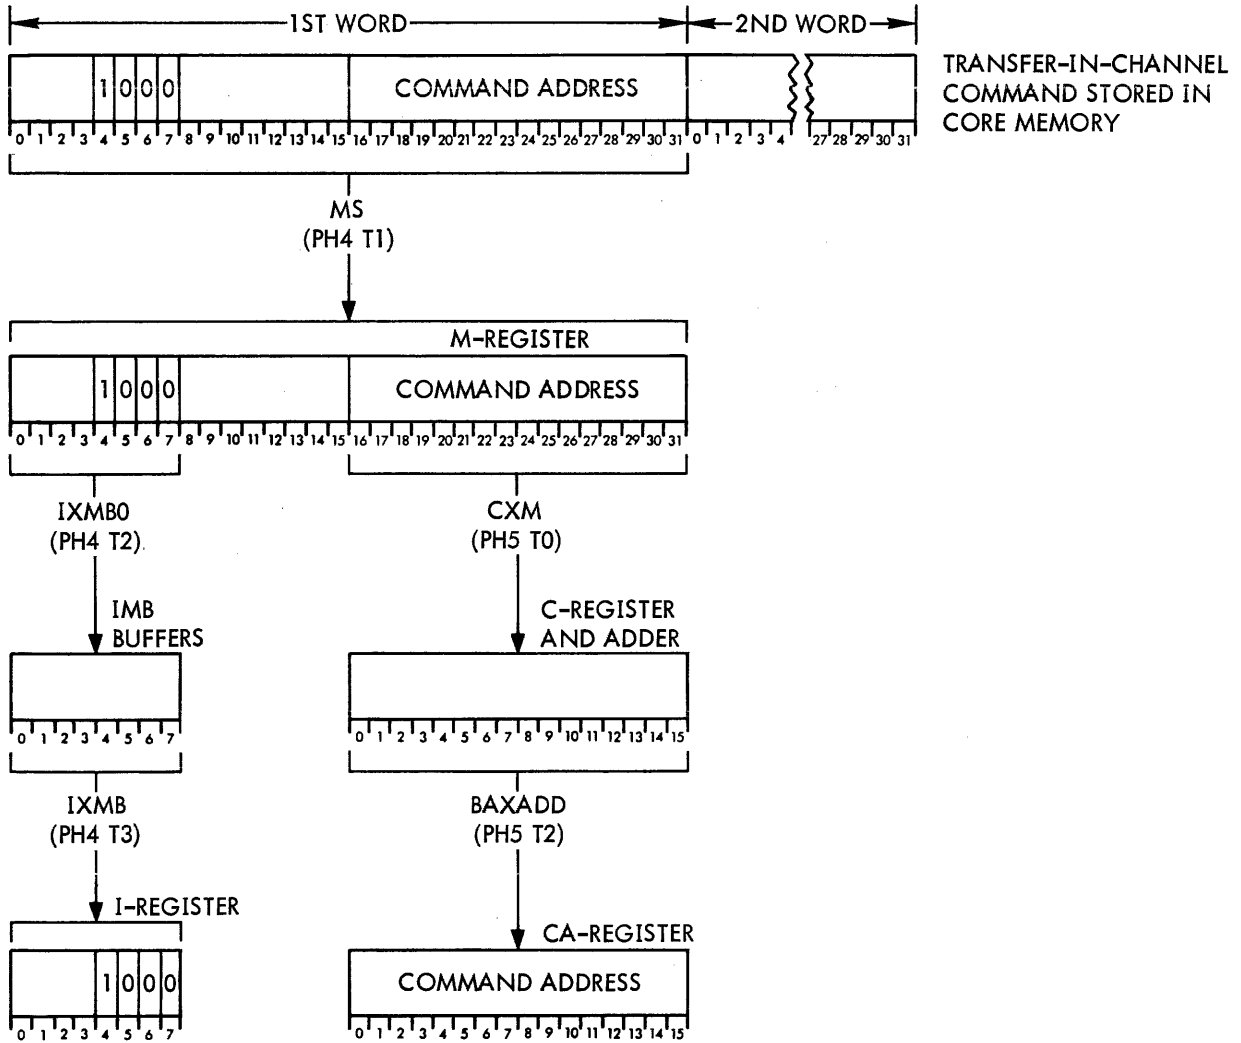 1ST WORD 2ND WORD
TRANSFER-IN-CHANNEL
COMMAND STORED IN
CORE MEMORY
1 0 0 0 COMMAND ADDRESS
0 1 2 3 4 5 6 7 8 9 10 11 12 13 14 15 16 17 18 19 20 21 22 23 24 25 26 27 28 29 30 31 0 1 2 3 4 27 28 29 30 31
MS
(PH4 T1)
M-REGISTER
1 0 0 0 COMMAND ADDRESS
0 1 2 3 4 5 6 7 8 9 10 11 12 13 14 15 16 17 18 19 20 21 22 23 24 25 26 27 28 29 30 31
IXMB0
(PH4 T2)
CXM
(PH5 T0)
IMB
BUFFERS
C-REGISTER
AND ADDER
0 1 2 3 4 5 6 7
0 1 2 3 4 5 6 7 8 9 10 11 12 13 14 15
IXMB
(PH4 T3)
BAXADD
(PH5 T2)
I-REGISTER
CA-REGISTER
1 0 0 0
COMMAND ADDRESS
0 1 2 3 4 5 6 7
0 1 2 3 4 5 6 7 8 9 10 11 12 13 14 15